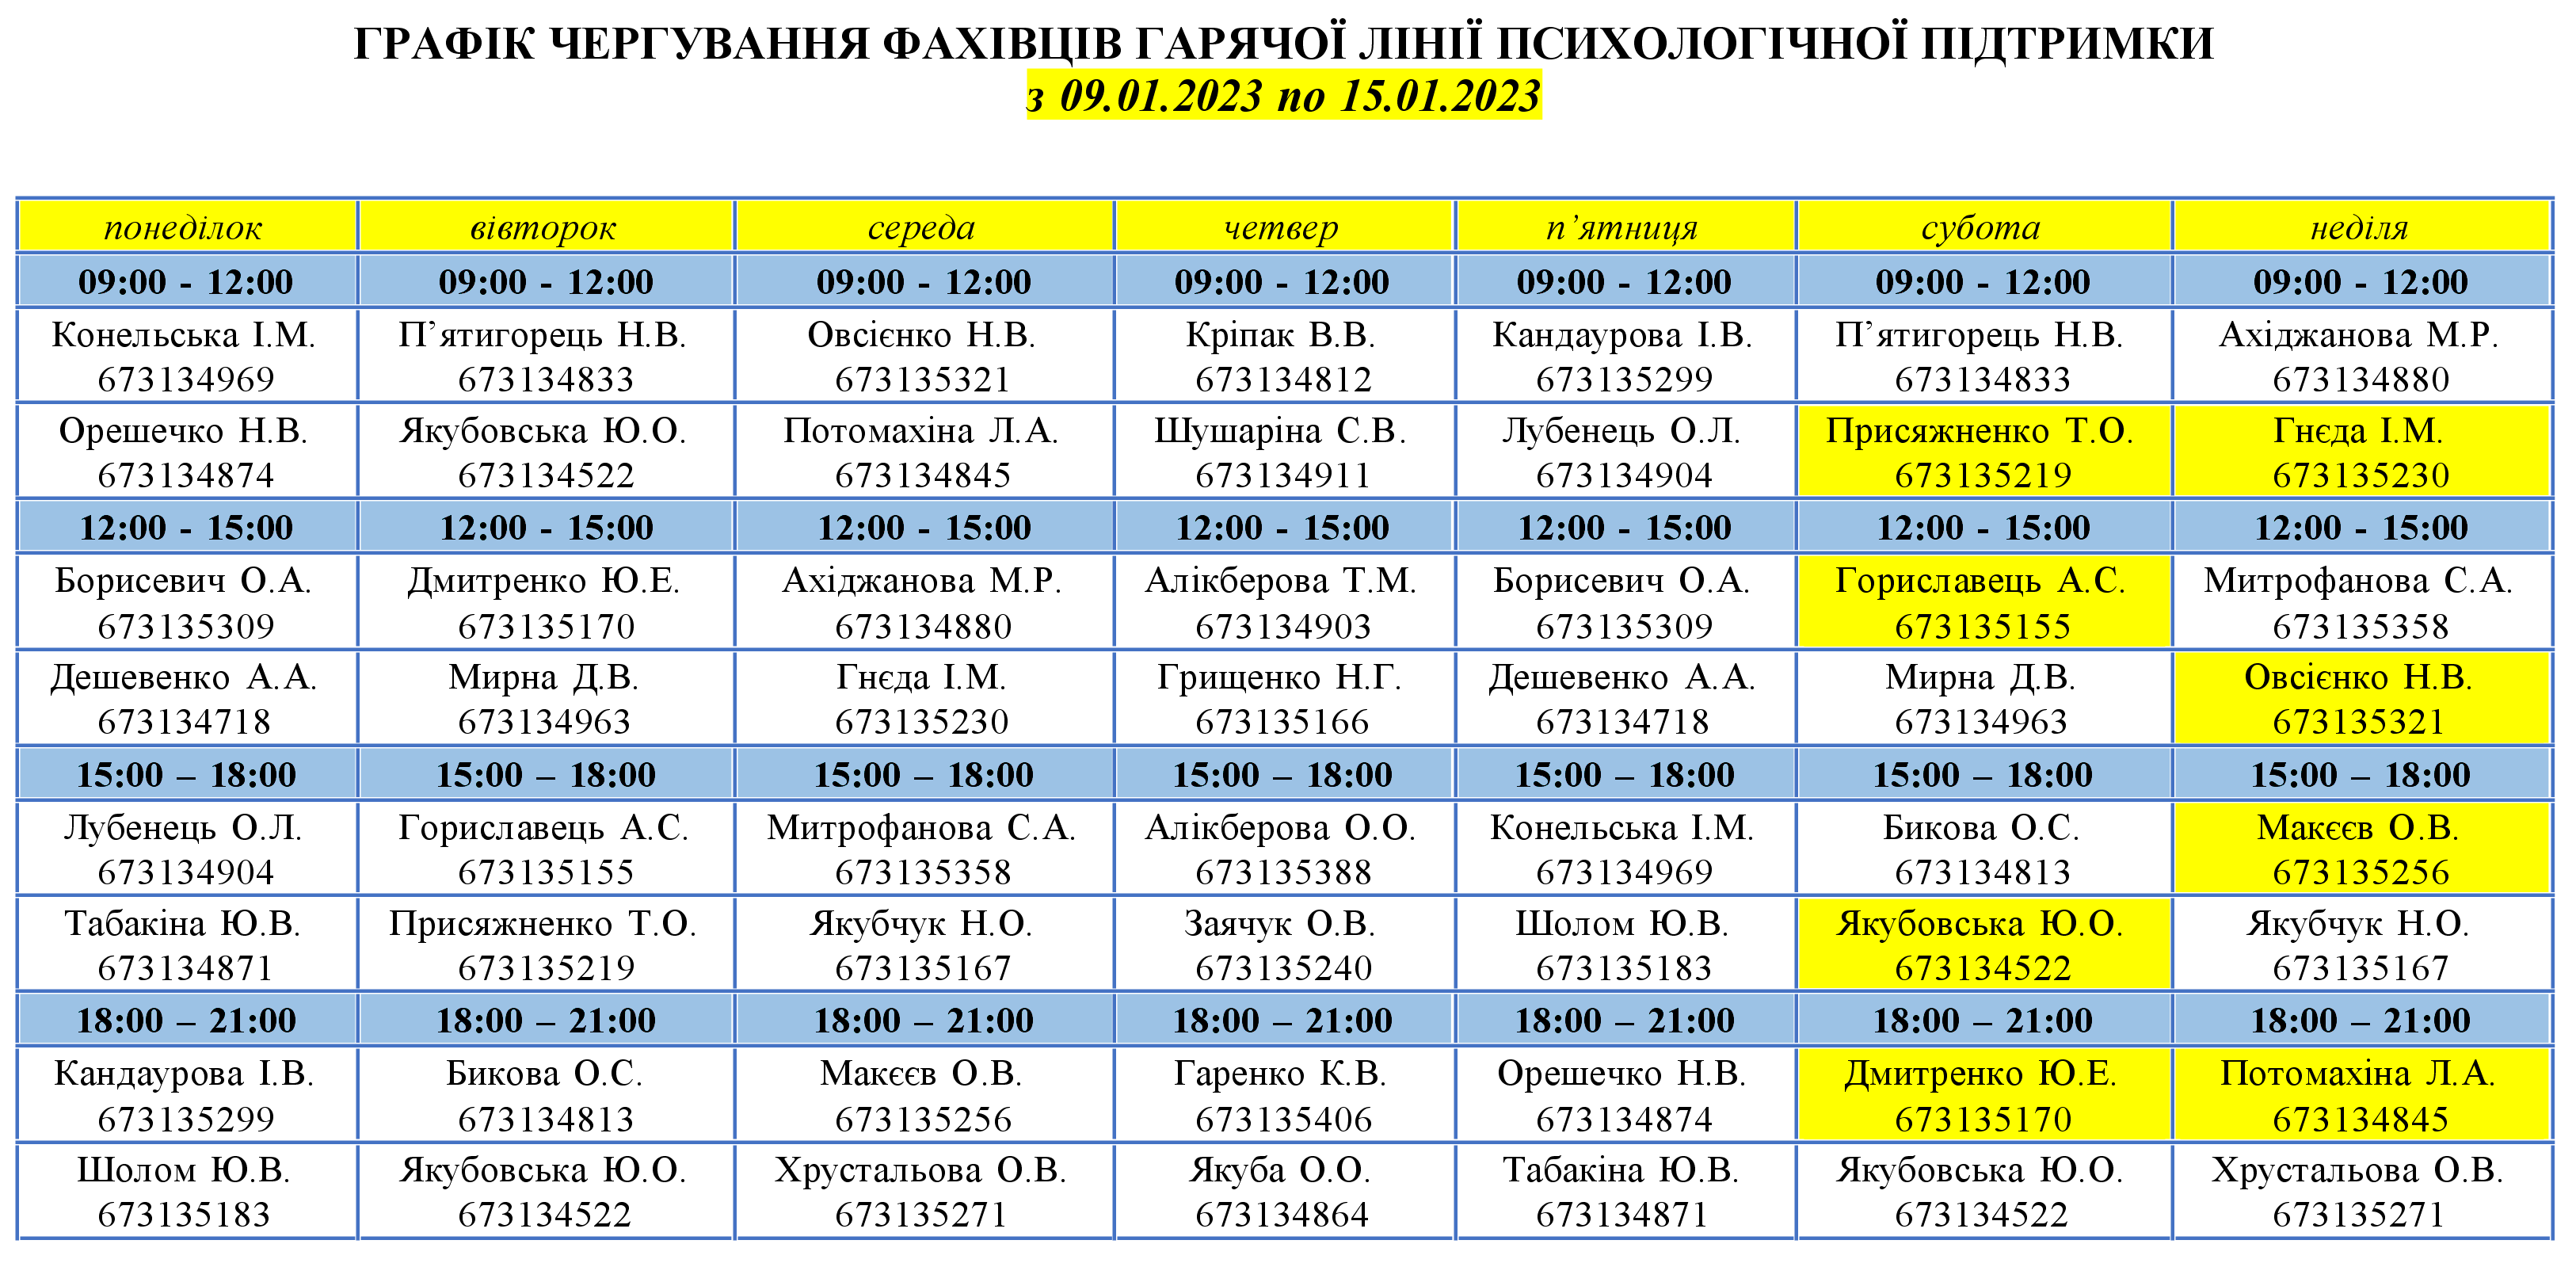 ГРАФІК ЧЕРГУВАННЯ ФАХІВЦІВ ГАРЯЧОЇ ЛІНІЇ ПСИХОЛОГІЧНОЇ ПІДТРИМКИ
з 09.01.2023 по 15.01.2023
понеділок вівторок середа четвер п’ятниця субота неділя
09:00 - 12:00 09:00 - 12:00 09:00 - 12:00 09:00 - 12:00 09:00 - 12:00 09:00 - 12:00 09:00 - 12:00
Конельська І.М. П’ятигорець Н.В. Овсієнко Н.В. Кріпак В.В. Кандаурова І.В. П’ятигорець Н.В. Ахіджанова М.Р.
673134969 673134833 673135321 673134812 673135299 673134833 673134880
Орешечко Н.В. Якубовська Ю.О. Потомахіна Л.А. Шушаріна С.В. Лубенець О.Л. Присяжненко Т.О. Гнєда І.М.
673134874 673134522 673134845 673134911 673134904 673135219 673135230
12:00 - 15:00 12:00 - 15:00 12:00 - 15:00 12:00 - 15:00 12:00 - 15:00 12:00 - 15:00 12:00 - 15:00
Борисевич О.А. Дмитренко Ю.Е. Ахіджанова М.Р. Алікберова Т.М. Борисевич О.А. Гориславець А.С. Митрофанова С.А.
673135309 673135170 673134880 673134903 673135309 673135155 673135358
Дешевенко А.А. Мирна Д.В. Гнєда І.М. Грищенко Н.Г. Дешевенко А.А. Мирна Д.В. Овсієнко Н.В.
673134718 673134963 673135230 673135166 673134718 673134963 673135321
15:00 – 18:00 15:00 – 18:00 15:00 – 18:00 15:00 – 18:00 15:00 – 18:00 15:00 – 18:00 15:00 – 18:00
Лубенець О.Л. Гориславець А.С. Митрофанова С.А. Алікберова О.О. Конельська І.М. Бикова О.С. Макєєв О.В.
673134904 673135155 673135358 673135388 673134969 673134813 673135256
Табакіна Ю.В. Присяжненко Т.О. Якубчук Н.О. Заячук О.В. Шолом Ю.В. Якубовська Ю.О. Якубчук Н.О.
673134871 673135219 673135167 673135240 673135183 673134522 673135167
18:00 – 21:00 18:00 – 21:00 18:00 – 21:00 18:00 – 21:00 18:00 – 21:00 18:00 – 21:00 18:00 – 21:00
Кандаурова І.В. Бикова О.С. Макєєв О.В. Гаренко К.В. Орешечко Н.В. Дмитренко Ю.Е. Потомахіна Л.А.
673135299 673134813 673135256 673135406 673134874 673135170 673134845
Шолом Ю.В. Якубовська Ю.О. Хрустальова О.В. Якуба О.О. Табакіна Ю.В. Якубовська Ю.О. Хрустальова О.В.
673135183 673134522 673135271 673134864 673134871 673134522 673135271